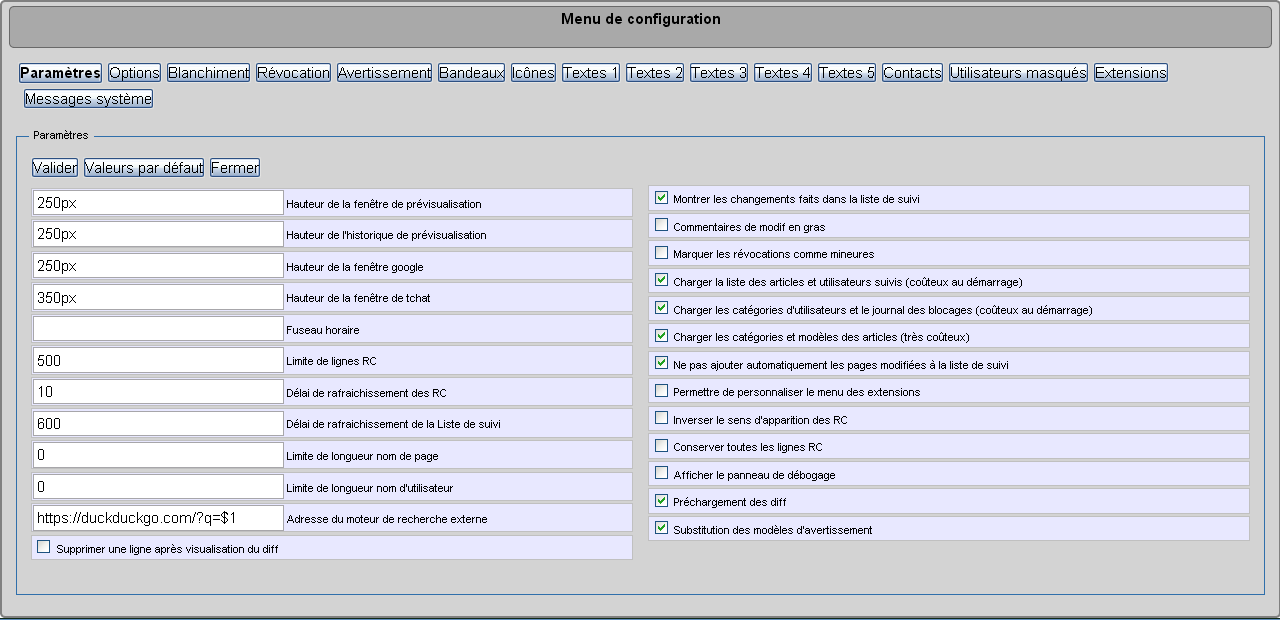 Menu de configuration
Paramètres Options Blanchiment Révocation Avertissement Bandeaux Icônes Textes 1 Textes 2 Textes 3 Textes 4 Textes 5 Contacts Utilisateurs masqués Extensions
Messages système
Paramètres
Valider Valeurs par défaut Fermer
250px Hauteur de la fenêtre de prévisualisation
250px Hauteur de l'historique de prévisualisation
250px Hauteur de la fenêtre google
350px Hauteur de la fenêtre de tchat
Fuseau horaire
500 Limite de lignes RC
10 Délai de rafraichissement des RC
600 Délai de rafraichissement de la Liste de suivi
0 Limite de longueur nom de page
0 Limite de longueur nom d'utilisateur
https://duckduckgo.com/?q=$1 Adresse du moteur de recherche externe
Supprimer une ligne après visualisation du diff
Montrer les changements faits dans la liste de suivi
Commentaires de modif en gras
Marquer les révocations comme mineures
Charger la liste des articles et utilisateurs suivis (coûteux au démarrage)
Charger les catégories d'utilisateurs et le journal des blocages (coûteux au démarrage)
Charger les catégories et modèles des articles (très coûteux)
Ne pas ajouter automatiquement les pages modifiées à la liste de suivi
Permettre de personnaliser le menu des extensions
Inverser le sens d'apparition des RC
Conserver toutes les lignes RC
Afficher le panneau de débogage
Préchargement des diff
Substitution des modèles d'avertissement